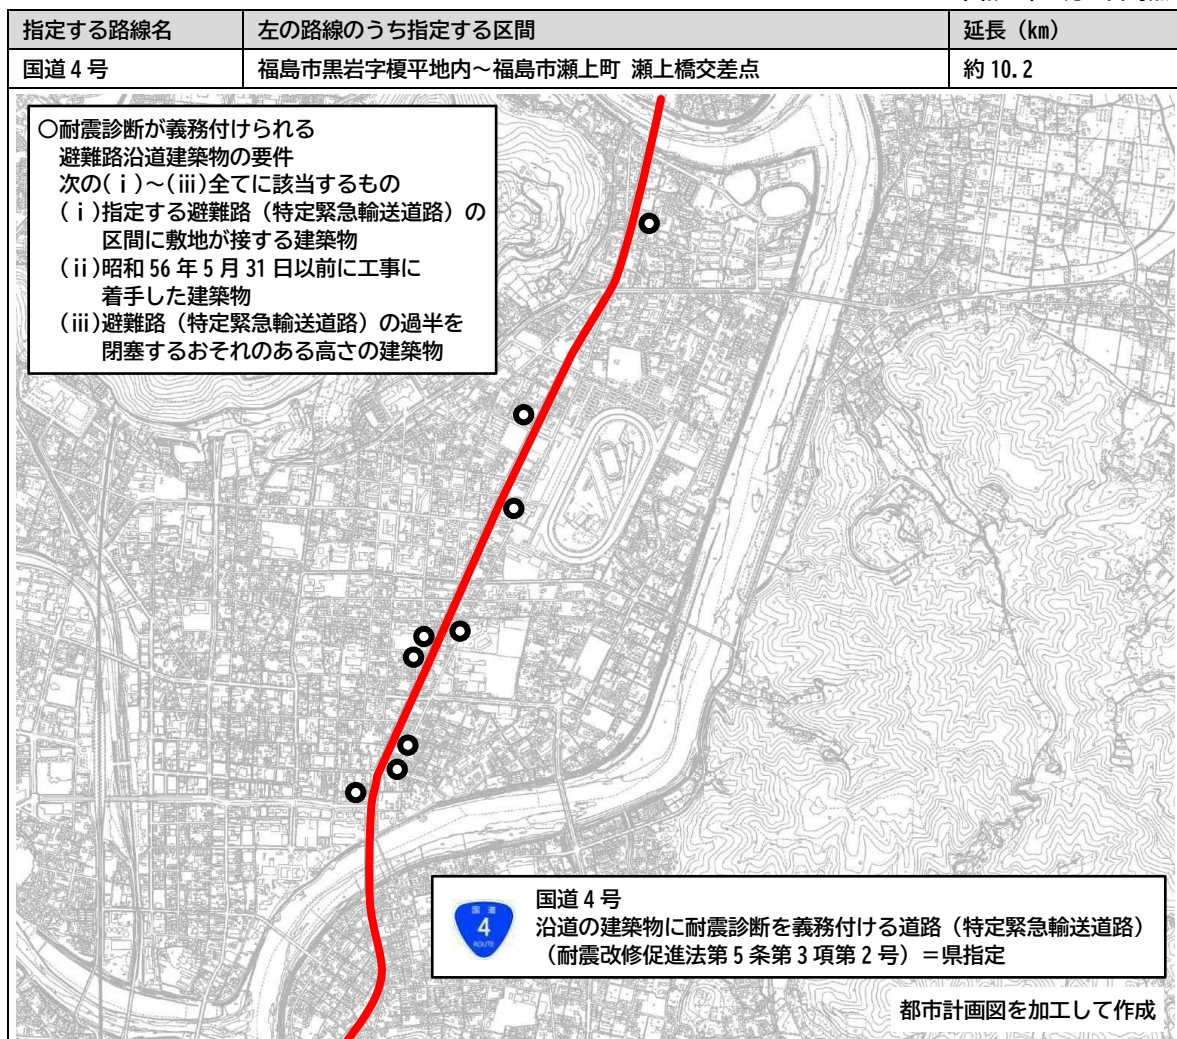 指定する路線名 左の路線のうち指定する区間 延長（km）
国道4号 福島市黒岩字榎平地内～福島市瀬上町 瀬上橋交差点 約10.2
〇耐震診断が義務付けられる
避難路沿道建築物の要件
次の(ⅰ)～(ⅲ)全てに該当するもの
(ⅰ)指定する避難路（特定緊急輸送道路）の
区間に敷地が接する建築物
(ⅱ)昭和56年5月31日以前に工事に
着手した建築物
(ⅲ)避難路（特定緊急輸送道路）の過半を
閉塞するおそれのある高さの建築物
国道
4
ROUTE
国道4号
沿道の建築物に耐震診断を義務付ける道路（特定緊急輸送道路）
（耐震改修促進法第5条第3項第2号）＝県指定
都市計画図を加工して作成